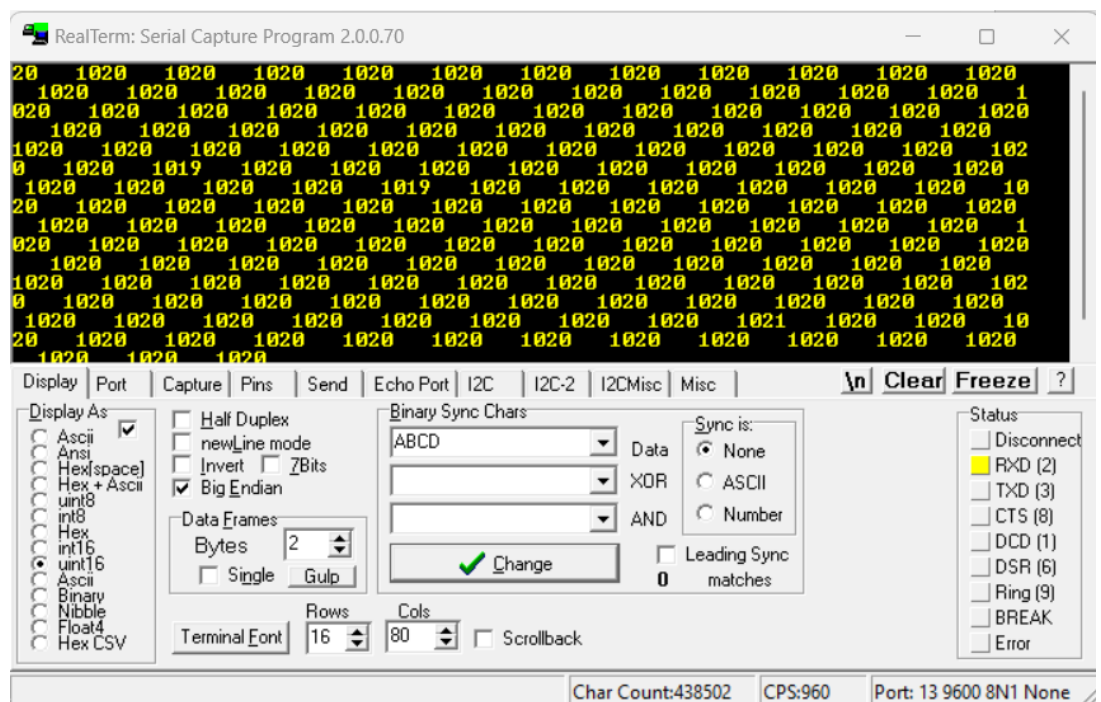 RealTerm: Serial Capture Program 2.0.0.70
20   1020   1020   1020   1020   1020   1020   1020   1020   1020   1020   1020
1020   1020   1020   1020   1020   1020   1020   1020   1020   1020   1020   1
020   1020   1020   1020   1020   1020   1020   1020   1020   1020   1020   1020
1020   1020   1020   1020   1020   1020   1020   1020   1020   1020   1020
1020   1020   1020   1020   1020   1020   1020   1020   1020   1020   1020   102
0   1020   1019   1020   1020   1020   1020   1020   1020   1020   1020   1020
1020   1020   1020   1020   1019   1020   1020   1020   1020   1020   1020   10
20   1020   1020   1020   1020   1020   1020   1020   1020   1020   1020   1020
1020   1020   1020   1020   1020   1020   1020   1020   1020   1020   1020   1
020   1020   1020   1020   1020   1020   1020   1020   1020   1020   1020   1020
1020   1020   1020   1020   1020   1020   1020   1020   1020   1020   1020
1020   1020   1020   1020   1020   1020   1020   1020   1020   1020   1020   102
0   1020   1020   1020   1020   1020   1020   1020   1020   1020   1020   1020
1020   1020   1020   1020   1020   1020   1020   1020   1021   1020   1020   10
20   1020   1020   1020   1020   1020   1020   1020   1020   1020   1020   1020
1020   1020   1020
Display Port Capture Pins Send Echo Port I2C I2C-2 I2CMisc Misc \n Clear Freeze ?
Display As
Ascii
Ansi
Hex[space]
Hex + Ascii
uint8
int8
Hex
int16
uint16
Ascii
Binary
Nibble
Float4
Hex CSV
Half Duplex
newLine mode
Invert 7Bits
Big Endian
Data Frames
Bytes 2
Single Gulp
Terminal Font
Rows
16
Cols
80
Scrollback
Binary Sync Chars
ABCD Data
XOR
AND
Change
Sync is:
None
ASCII
Number
Leading Sync
0 matches
Status
Disconnect
RXD (2)
TXD (3)
CTS (8)
DCD (1)
DSR (6)
Ring (9)
BREAK
Error
Char Count:438502 CPS:960 Port: 13 9600 8N1 None